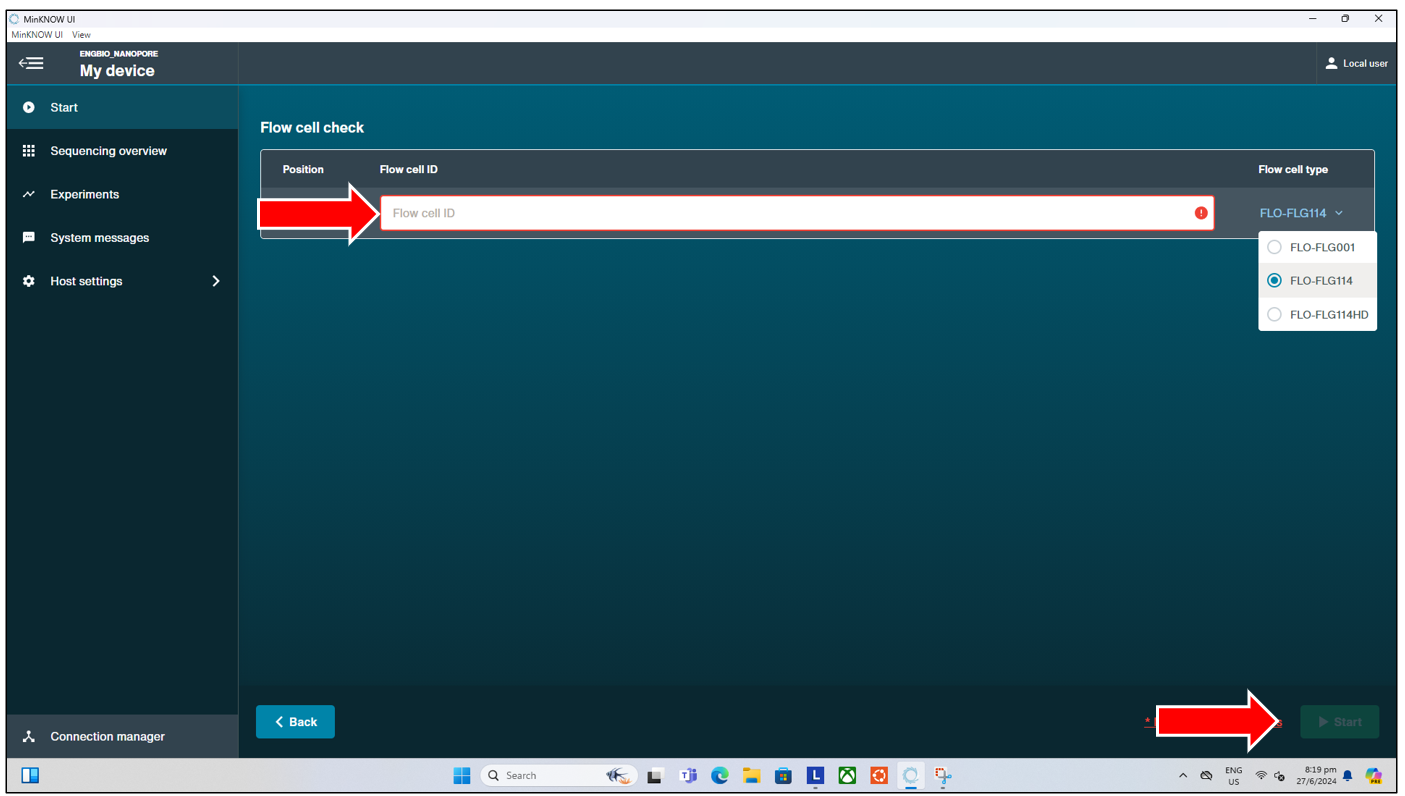 MinKNOW UI
MinKNOW UI View
ENGBIO_NANOPORE
My device
Local user
Start
Sequencing overview
Experiments
System messages
Host settings
Connection manager
Flow cell check
Position Flow cell ID Flow cell type
Flow cell ID
FLO-FLG114
FLO-FLG001
FLO-FLG114
FLO-FLG114HD
Back
*
Start
Search
ENG
US
8:19 pm
27/6/2024
PRE